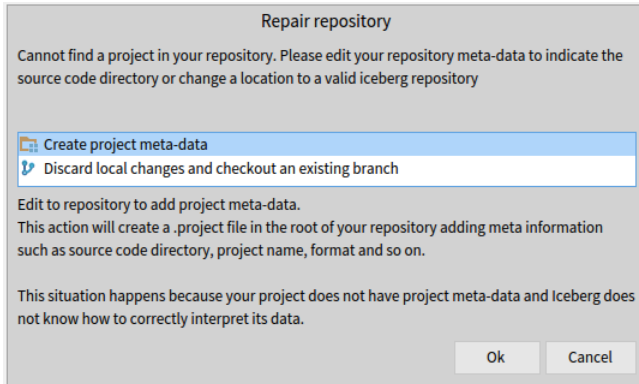 Repair repository
Cannot find a project in your repository. Please edit your repository meta-data to indicate the
source code directory or change a location to a valid iceberg repository
Create project meta-data
Discard local changes and checkout an existing branch
Edit to repository to add project meta-data.
This action will create a .project file in the root of your repository adding meta information
such as source code directory, project name, format and so on.
This situation happens because your project does not have project meta-data and Iceberg does
not know how to correctly interpret its data.
Ok
Cancel